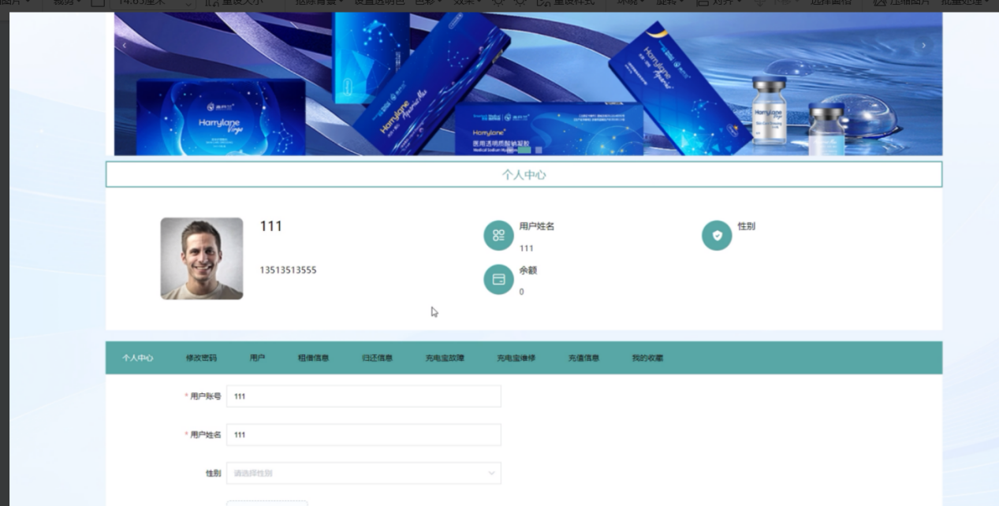 14.63厘米
重设大小
抠除背景
设置透明色
色彩
效果
重设样式
环绕
旋转
对齐
选择窗格
压缩图片
批量处理
Harrylane
Virgo
Harrylane
Aquarius Plus
Harrylane
医用透明质酸钠凝胶
Harrylane
Aquarius
Harrylane
个人中心
111
13513513555
用户姓名
111
余额
0
性别
个人中心 修改密码 用户 租借信息 归还信息 充电宝故障 充电宝维修 充值信息 我的收藏
* 用户账号 111
* 用户姓名 111
性别 请选择性别